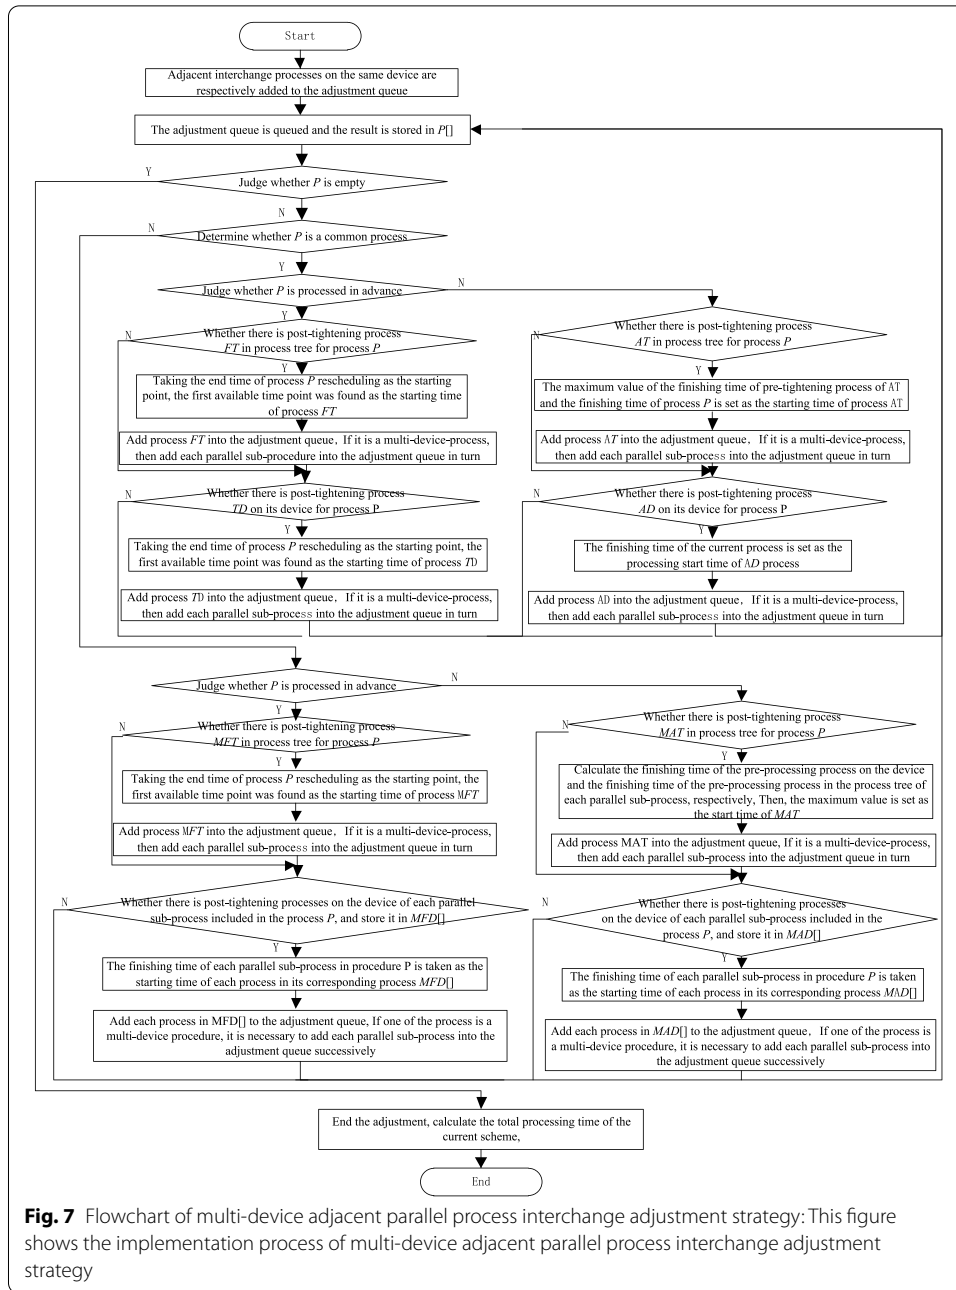 Start
Adjacent interchange processes on the same device are
respectively added to the adjustment queue
The adjustment queue is queued and the result is stored in P[]
Y
Judge whether P is empty
N
N
Determine whether P is a common process
Y
N
Judge whether P is processed in advance
Y
N
Whether there is post-tightening process
FT in process tree for process P
Y
Taking the end time of process P rescheduling as the starting
point, the first available time point was found as the starting time
of process FT
Add process FT into the adjustment queue, If it is a multi-device-process,
then add each parallel sub-procedure into the adjustment queue in turn
N
Whether there is post-tightening process
TD on its device for process P
Y
Taking the end time of process P rescheduling as the starting point, the
first available time point was found as the starting time of process TD
Add process TD into the adjustment queue, If it is a multi-device-process,
then add each parallel sub-process into the adjustment queue in turn
N
Whether there is post-tightening process
AT in process tree for process P
Y
The maximum value of the finishing time of pre-tightening process of AT
and the finishing time of process P is set as the starting time of process AT
Add process AT into the adjustment queue, If it is a multi-device-process,
then add each parallel sub-process into the adjustment queue in turn
N
Whether there is post-tightening process
AD on its device for process P
Y
The finishing time of the current process is set as the
processing start time of AD process
Add process AD into the adjustment queue, If it is a multi-device-process,
then add each parallel sub-process into the adjustment queue in turn
N
Judge whether P is processed in advance
Y
N
Whether there is post-tightening process
MFT in process tree for process P
Y
Taking the end time of process P rescheduling as the starting point, the
first available time point was found as the starting time of process MFT
Add process MFT into the adjustment queue, If it is a multi-device-process,
then add each parallel sub-process into the adjustment queue in turn
N
Whether there is post-tightening processes on the device of each parallel
sub-process included in the process P, and store it in MFD[]
Y
The finishing time of each parallel sub-process in procedure P is taken as the
starting time of each process in its corresponding process MFD[]
Add each process in MFD[] to the adjustment queue, If one of the process is a
multi-device procedure, it is necessary to add each parallel sub-process into the
adjustment queue successively
N
Whether there is post-tightening process
MAT in process tree for process P
Y
Calculate the finishing time of the pre-processing process on the device
and the finishing time of the pre-processing process in the process tree of
each parallel sub-process, respectively, Then, the maximum value is set as
the start time of MAT
Add process MAT into the adjustment queue, If it is a multi-device-process,
then add each parallel sub-process into the adjustment queue in turn
N
Whether there is post-tightening processes
on the device of each parallel sub-process included in the
process P, and store it in MAD[]
Y
The finishing time of each parallel sub-process in procedure P is taken
as the starting time of each process in its corresponding process MAD[]
Add each process in MAD[] to the adjustment queue, If one of the process is
a multi-device procedure, it is necessary to add each parallel sub-process into
the adjustment queue successively
End the adjustment, calculate the total processing time of the
current scheme,
End
Fig. 7 Flowchart of multi-device adjacent parallel process interchange adjustment strategy: This figure
shows the implementation process of multi-device adjacent parallel process interchange adjustment
strategy